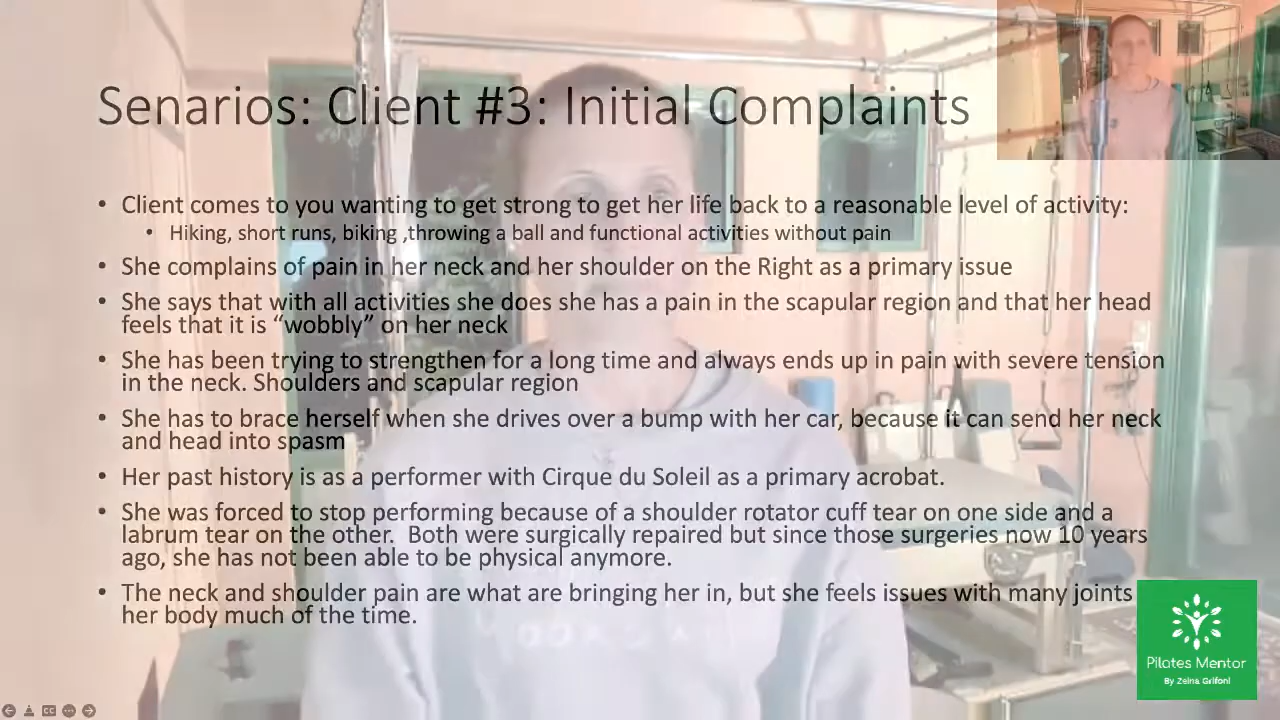 Senarios: Client #3: Initial Complaints
• Client comes to you wanting to get strong to get her life back to a reasonable level of activity:
• Hiking, short runs, biking ,throwing a ball and functional activities without pain
• She complains of pain in her neck and her shoulder on the Right as a primary issue
• She says that with all activities she does she has a pain in the scapular region and that her head
feels that it is “wobbly” on her neck
• She has been trying to strengthen for a long time and always ends up in pain with severe tension
in the neck. Shoulders and scapular region
• She has to brace herself when she drives over a bump with her car, because it can send her neck
and head into spasm
• Her past history is as a performer with Cirque du Soleil as a primary acrobat.
• She was forced to stop performing because of a shoulder rotator cuff tear on one side and a
labrum tear on the other.  Both were surgically repaired but since those surgeries now 10 years
ago, she has not been able to be physical anymore.
• The neck and shoulder pain are what are bringing her in, but she feels issues with many joints
her body much of the time.
Pilates Mentor
By Zeina Grifoni
CC